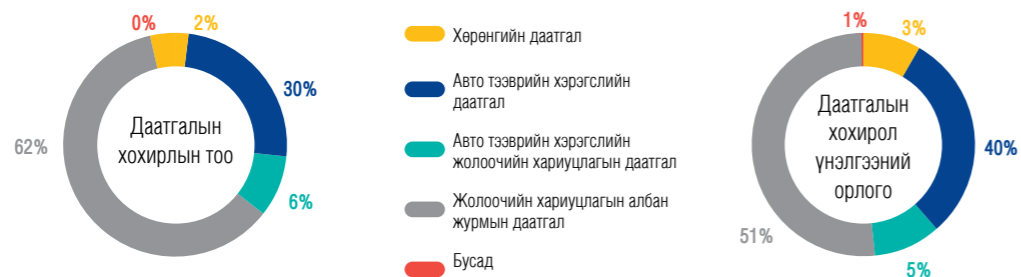 0%
2%
30%
6%
62%
Даатгалын
хохирлын тоо
Хөрөнгийн даатгал
Авто тээврийн хэрэгслийн
даатгал
Авто тээврийн хэрэгслийн
жолоочийн хариуцлагын даатгал
Жолоочийн хариуцлагын албан
журмын даатгал
Бусад
1%
3%
40%
5%
51%
Даатгалын
хохирол
үнэлгээний
орлого